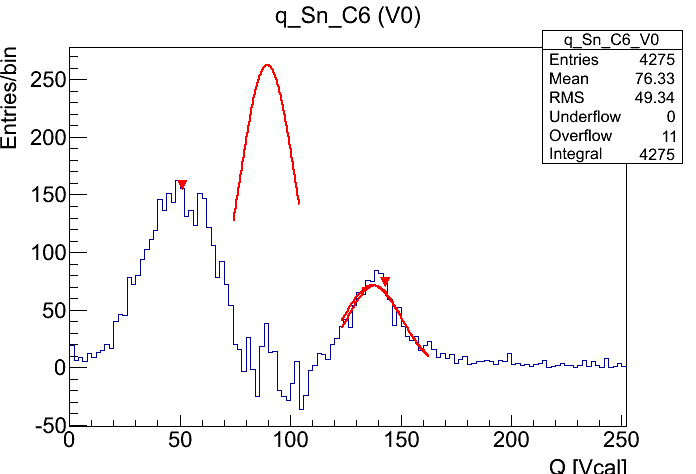 q_Sn_C6 (V0)
q_Sn_C6_V0
Entries 4275
Mean 76.33
RMS 49.34
Underflow 0
Overflow 11
Integral 4275
Entries/bin
250
200
150
100
50
0
-50
0 50 100 150 200 250
Q [Vcal]